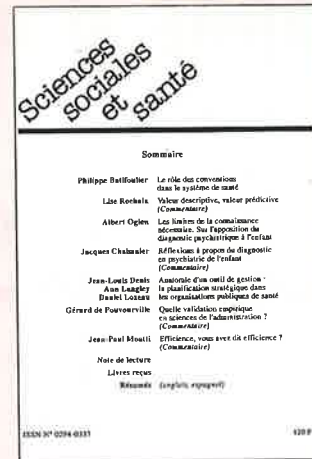 Sciences
sociales
et santé
Sommaire
Philippe Batifoulier Le rôle des conventions
dans le système de santé
Lise Rochaix Valeur descriptive, valeur prédictive
(Commentaire)
Albert Ogien Les limites de la connaissance
nécessaire. Sur l'apposition du
diagnostic psychiatrique à l'enfant
Jacques Réflexions à propos du diagnostic
en psychiatrie de l'enfant
(Commentaire)
Jean-Louis Denis Anatomie d'un outil de gestion :
Ann Langley la planification stratégique dans
Daniel Lozeau les organisations publiques de santé
Gérard de Pouvourville Quelle validation empirique
en sciences de l'administration ?
(Commentaire)
Jean-Paul Moatti Efficience, vous avez dit efficience ?
(Commentaire)
Note de lecture
Livres reçus
Résumés (anglais, espagnol)
ISSN N° 0294-0337 120 F